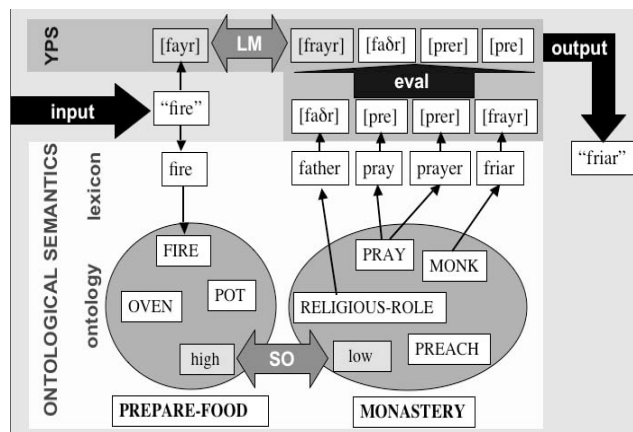 YPS
[fayr]
LM
[frayr]
[faðr]
[prer]
[pre]
output
eval
input
"fire"
[faðr]
[pre]
[prer]
[frayr]
"friar"
ONTOLOGICAL SEMANTICS
lexicon
fire
father
pray
prayer
friar
ontology
FIRE
OVEN
POT
high
SO
low
PRAY
MONK
RELIGIOUS-ROLE
PREACH
PREPARE-FOOD
MONASTERY